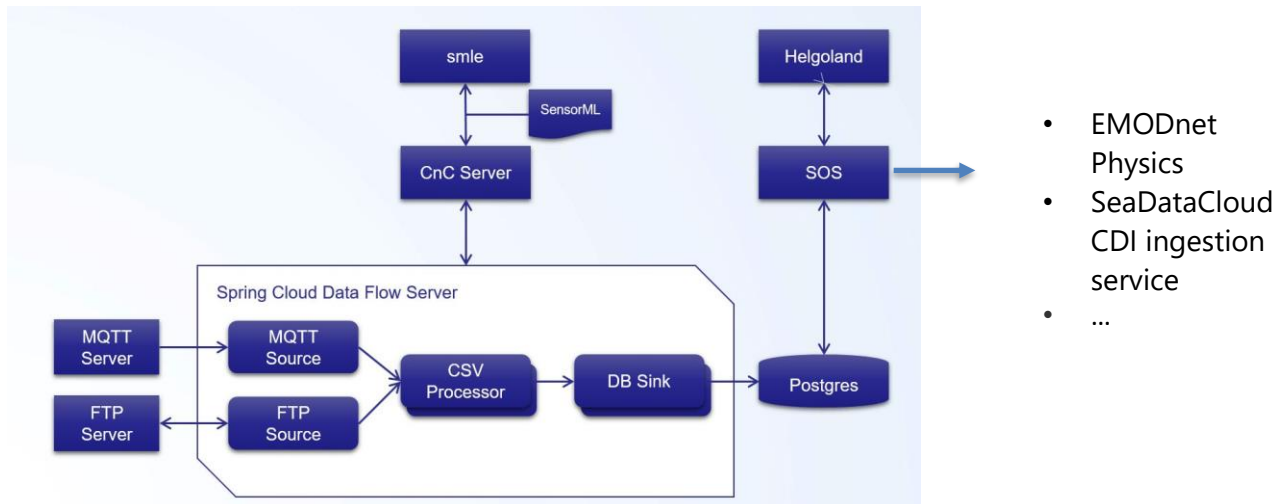 smle
Helgoland
SensorML
CnC Server
SOS
• EMODnet
Physics
• SeaDataCloud
CDI ingestion
service
• ...
Spring Cloud Data Flow Server
MQTT
Server
MQTT
Source
CSV
Processor
DB Sink
Postgres
FTP
Server
FTP
Source